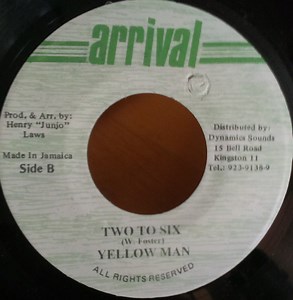 arrival
Prod. & Arr. by:
Henry "Junjo"
Laws
Distributed by:
Dynamics Sounds
15 Bell Road
Kingston 11
Tel: 923-9138-9
Made in Jamaica
Side B
TWO TO SIX
(W. Foster)
YELLOW MAN
ALL RIGHTS RESERVED